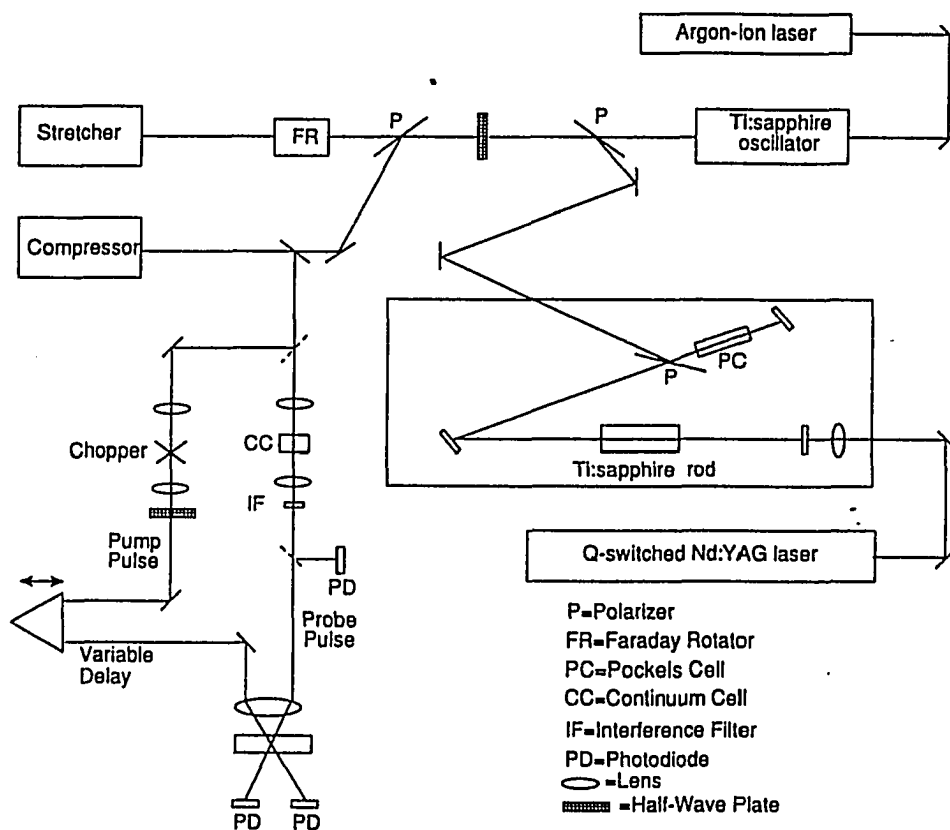 Argon-ion laser
Stretcher
FR
P
P
Ti:sapphire
oscillator
Compressor
PC
P
Chopper
CC
Ti:sapphire rod
IF
Pump
Pulse
PD
Q-switched Nd:YAG laser
Probe
Pulse
Variable
Delay
P=Polarizer
FR=Faraday Rotator
PC=Pockels Cell
CC=Continuum Cell
IF=Interference Filter
PD=Photodiode
=Lens
=Half-Wave Plate
PD
PD